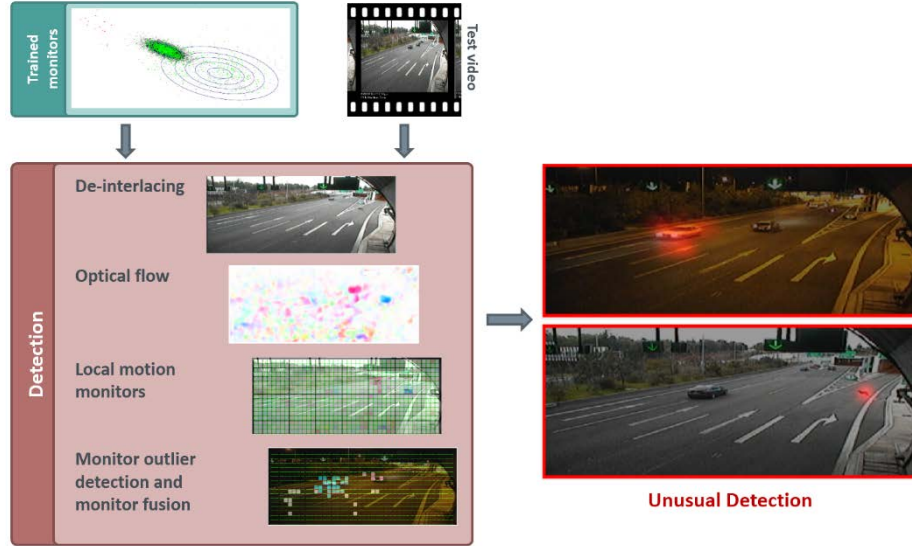 Trained
monitors
Test video
Detection
De-interlacing
Optical flow
Local motion
monitors
Monitor outlier
detection and
monitor fusion
Unusual Detection